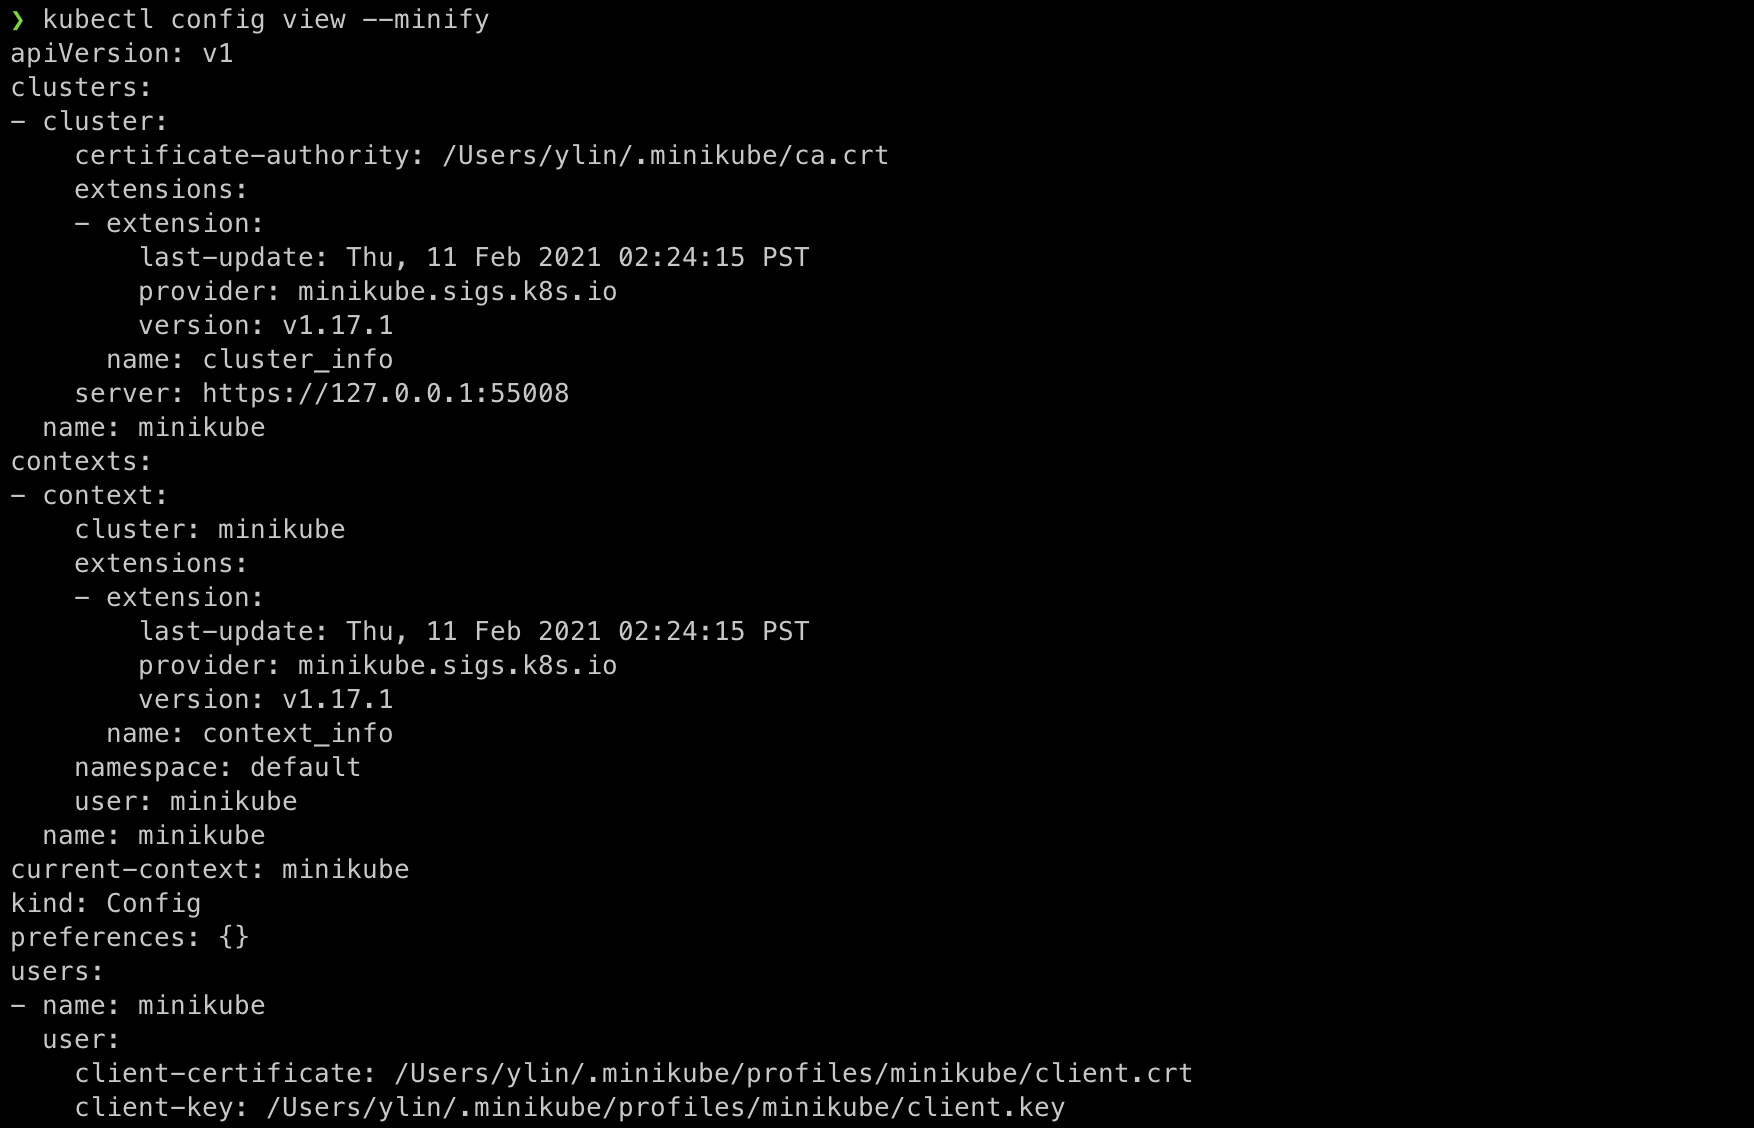 ❯ kubectl config view --minify
apiVersion: v1
clusters:
- cluster:
    certificate-authority: /Users/ylin/.minikube/ca.crt
    extensions:
    - extension:
        last-update: Thu, 11 Feb 2021 02:24:15 PST
        provider: minikube.sigs.k8s.io
        version: v1.17.1
      name: cluster_info
    server: https://127.0.0.1:55008
  name: minikube
contexts:
- context:
    cluster: minikube
    extensions:
    - extension:
        last-update: Thu, 11 Feb 2021 02:24:15 PST
        provider: minikube.sigs.k8s.io
        version: v1.17.1
      name: context_info
    namespace: default
    user: minikube
  name: minikube
current-context: minikube
kind: Config
preferences: {}
users:
- name: minikube
  user:
    client-certificate: /Users/ylin/.minikube/profiles/minikube/client.crt
    client-key: /Users/ylin/.minikube/profiles/minikube/client.key